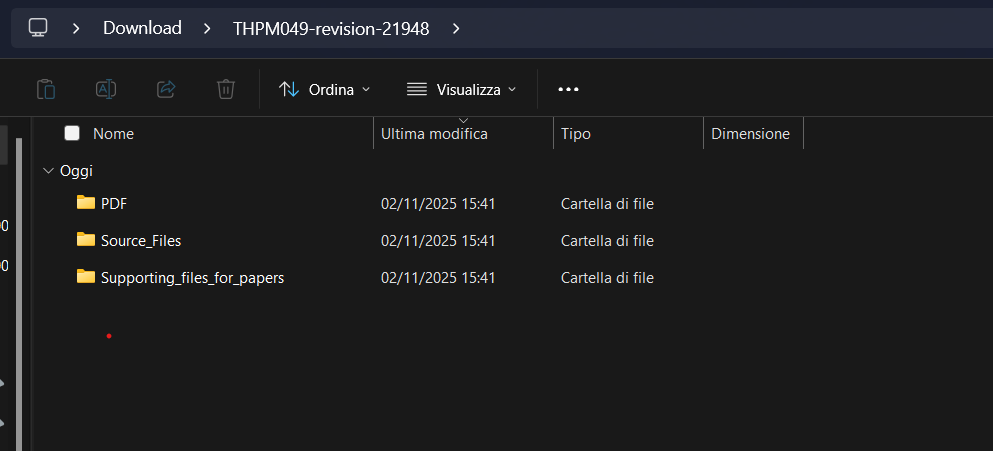 Download THPM049-revision-21948
Ordina Visualizza
Nome Ultima modifica Tipo Dimensione
Oggi
PDF 02/11/2025 15:41 Cartella di file
Source_Files 02/11/2025 15:41 Cartella di file
Supporting_files_for_papers 02/11/2025 15:41 Cartella di file